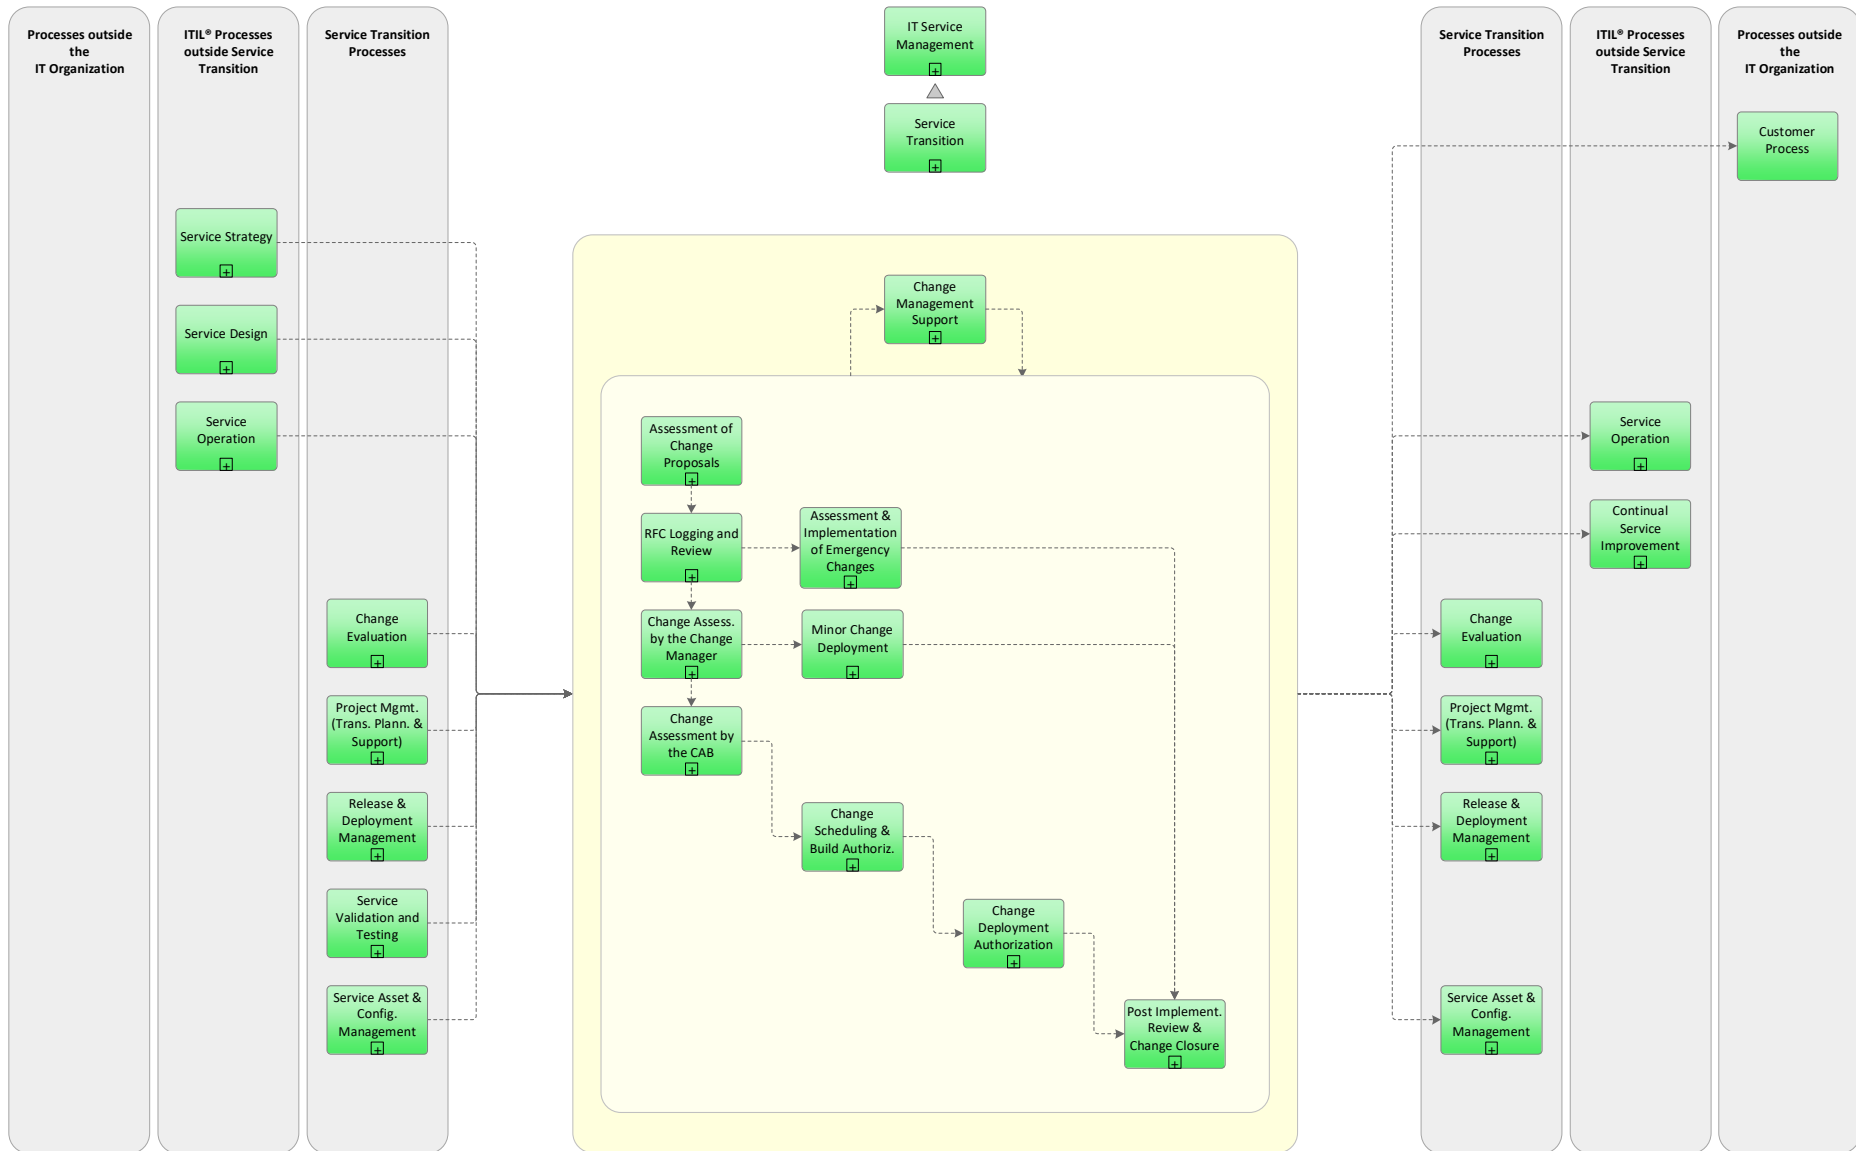 Processes outside
the
IT Organization
ITIL® Processes
outside Service
Transition
Service Transition
Processes
IT Service
Management
Service
Transition
Service Transition
Processes
ITIL® Processes
outside Service
Transition
Processes outside
the
IT Organization
Customer
Process
Service Strategy
Service Design
Service
Operation
Change
Evaluation
Project Mgmt.
(Trans. Plann. &
Support)
Release &
Deployment
Management
Service
Validation and
Testing
Service Asset &
Config.
Management
Change
Management
Support
Assessment of
Change
Proposals
RFC Logging and
Review
Assessment &
Implementation
of Emergency
Changes
Change Assess.
by the Change
Manager
Minor Change
Deployment
Change
Assessment by
the CAB
Change
Scheduling &
Build Authoriz.
Change
Deployment
Authorization
Post Implement.
Review &
Change Closure
Service
Operation
Continual
Service
Improvement
Change
Evaluation
Project Mgmt.
(Trans. Plann. &
Support)
Release &
Deployment
Management
Service Asset &
Config.
Management